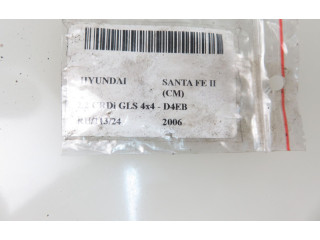 HYUNDAI SANTA FE II
(CM)
CRDi GLS 4x4 - D4EB
2006